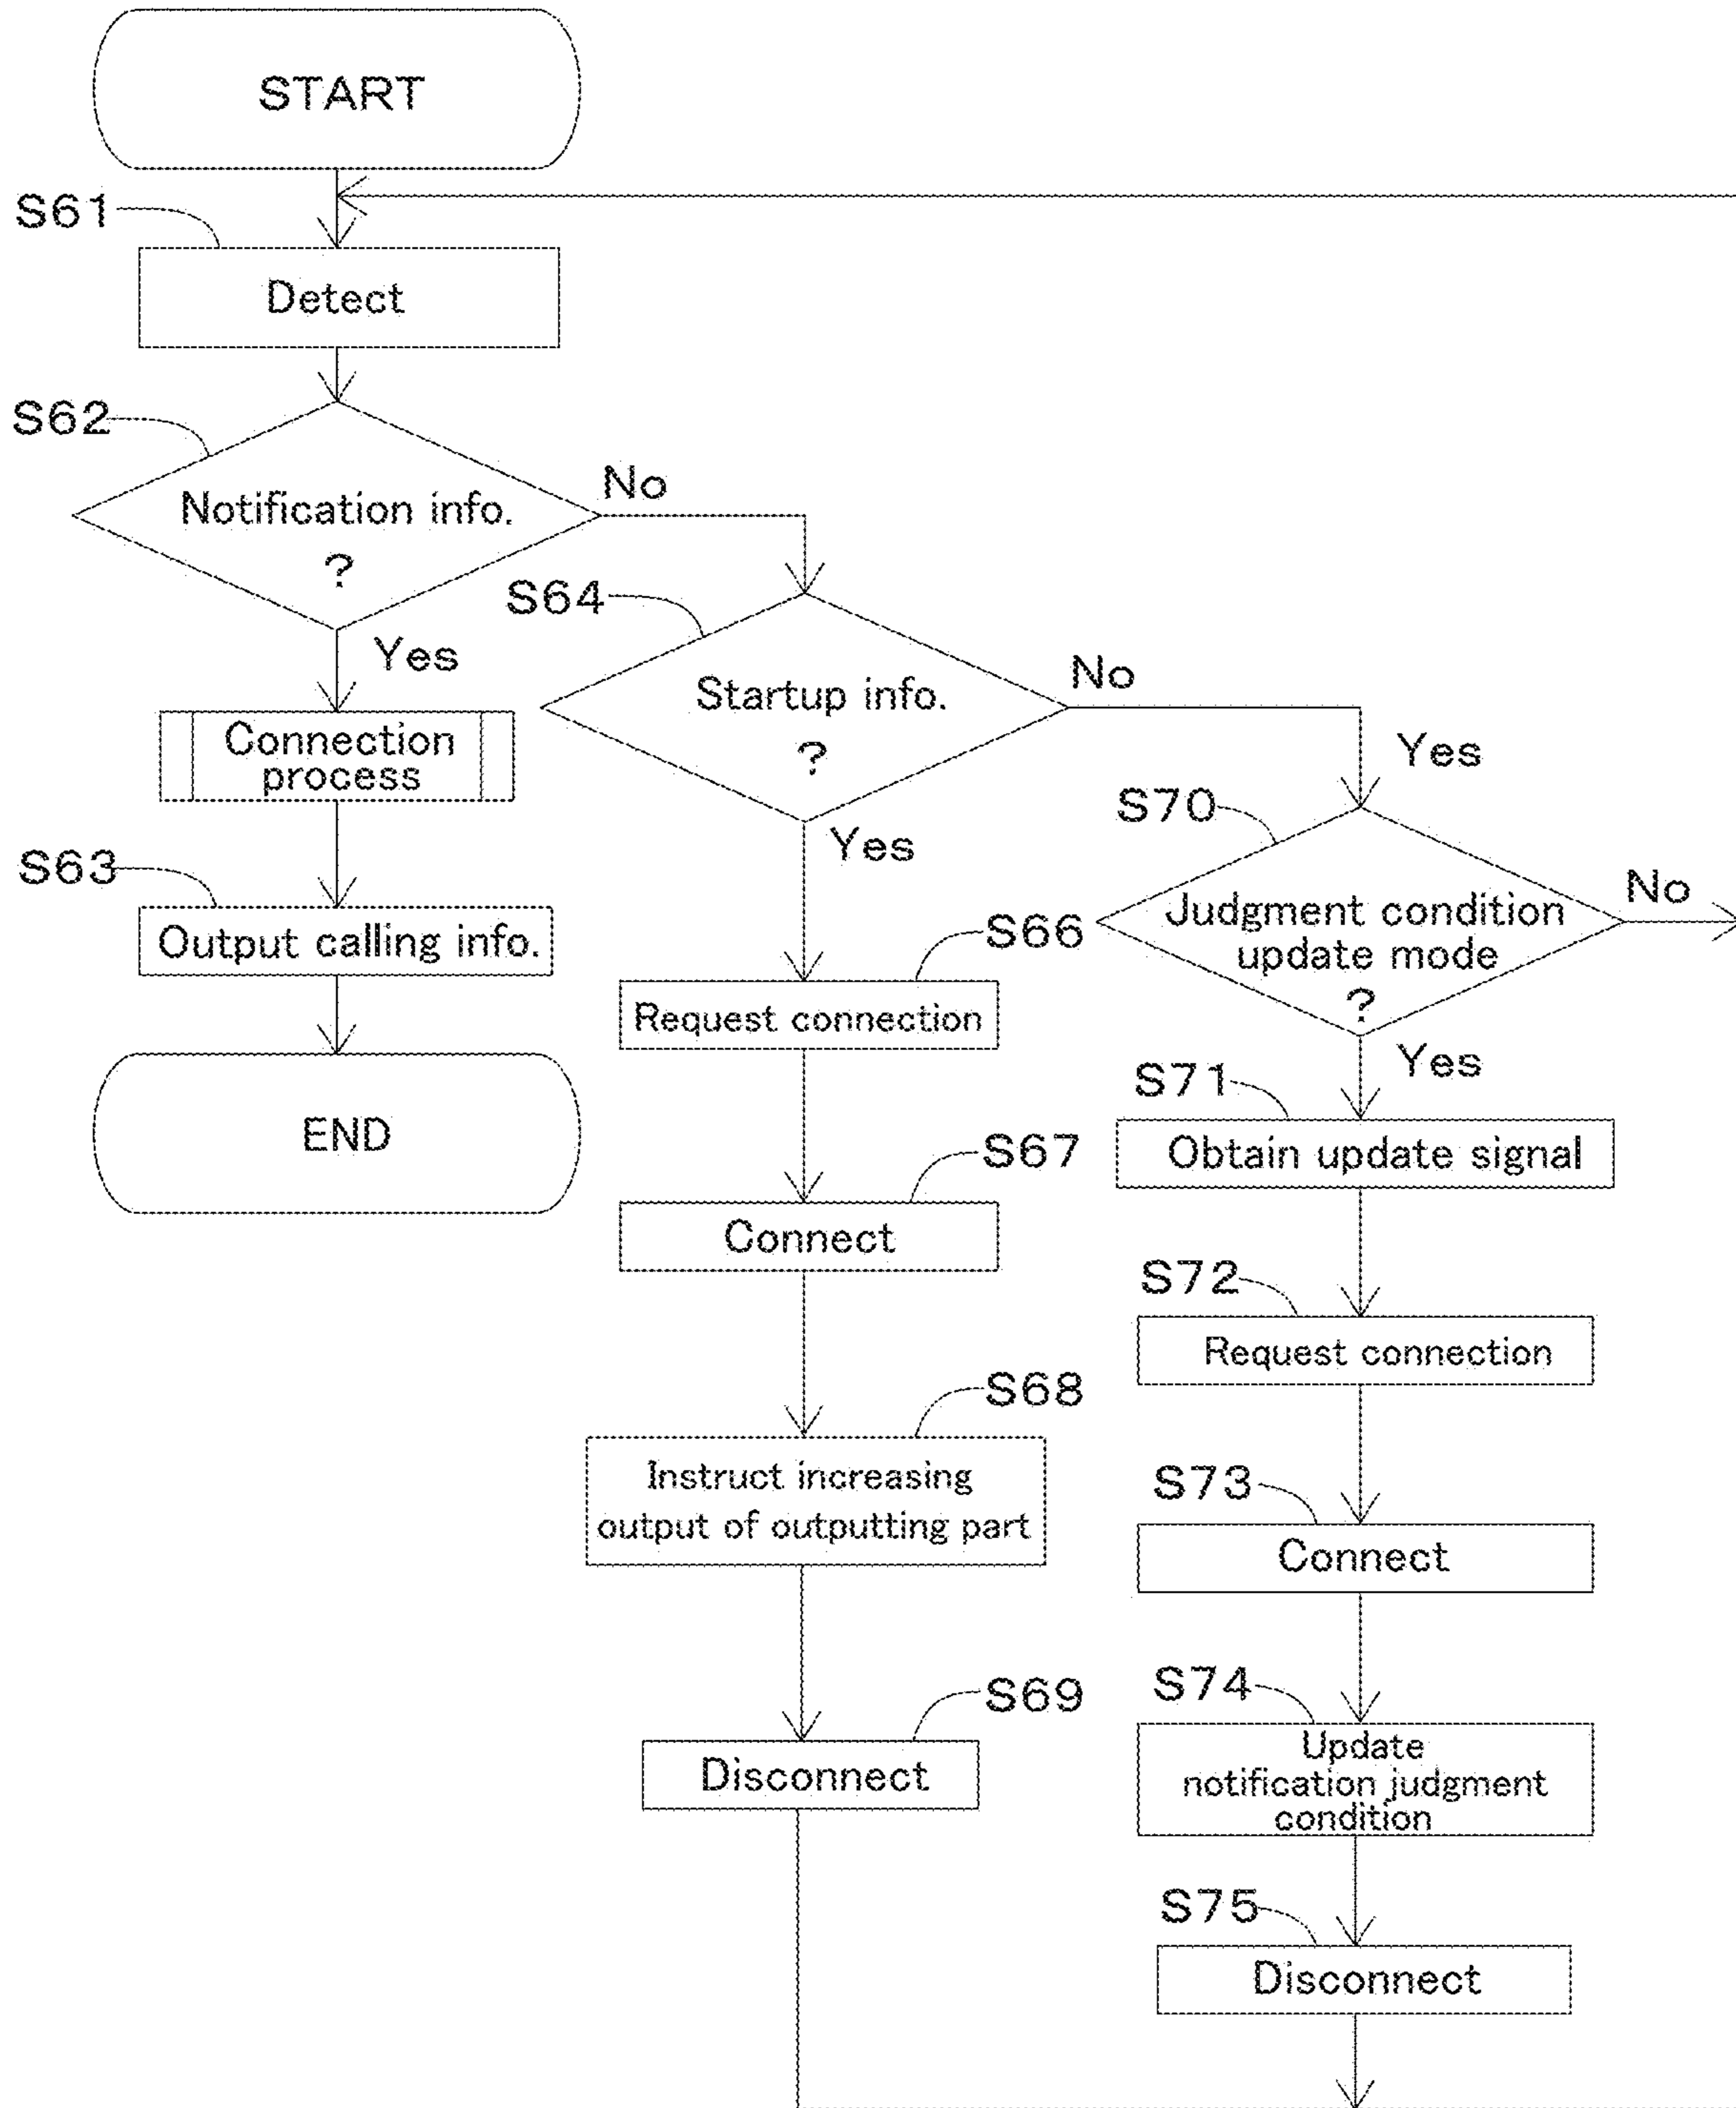 START
S61
Detect
S62
Notification info.
?
No
Yes
Connection
process
S63
Output calling info.
END
S64
Startup info.
?
No
Yes
S66
Request connection
S67
Connect
S68
Instruct increasing
output of outputting part
S69
Disconnect
Yes
S70
Judgment condition
update mode
?
No
Yes
S71
Obtain update signal
S72
Request connection
S73
Connect
S74
Update
notification judgment
condition
S75
Disconnect